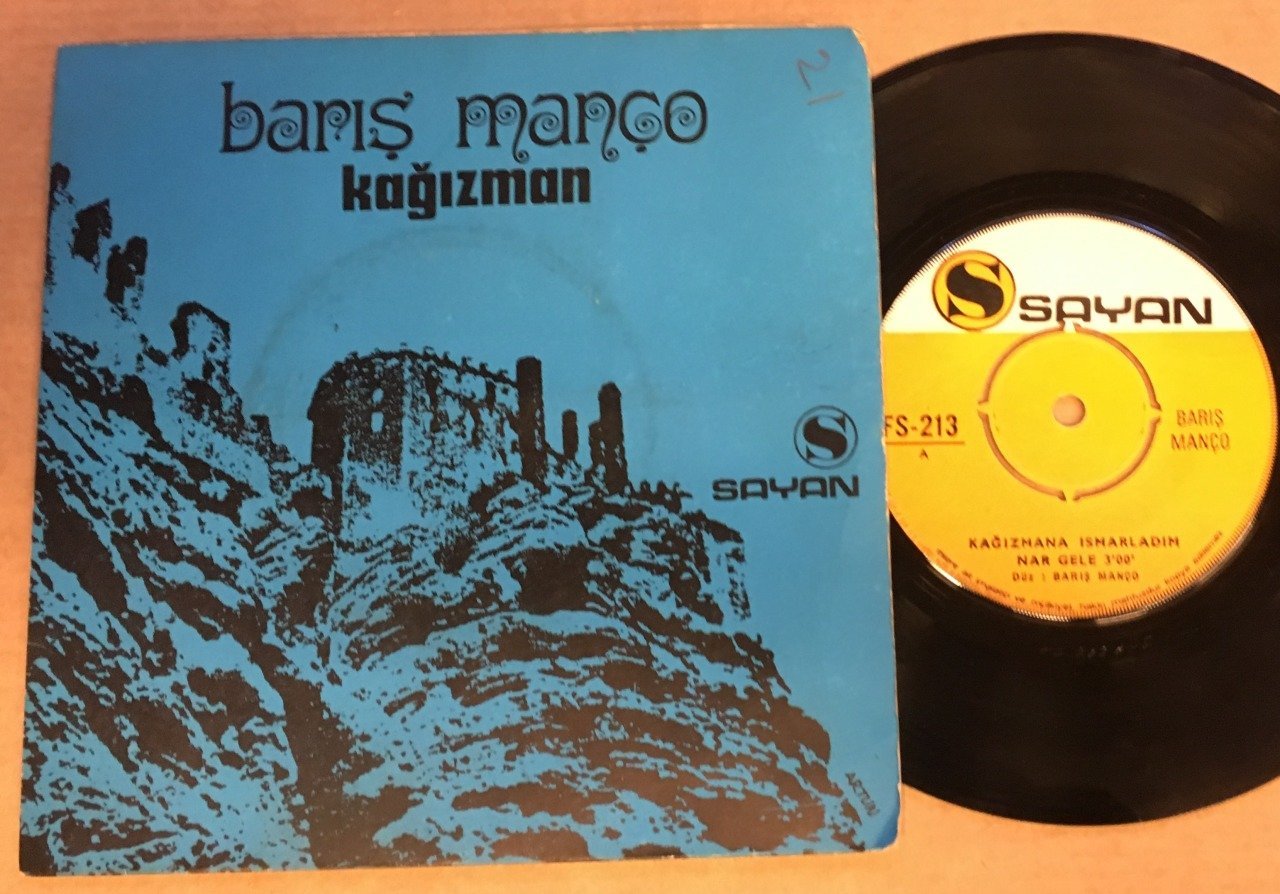 barış manço
kağızman
21
S
SAYAN
S SAYAN
FS-213
A
BARIŞ
MANÇO
KAĞIZMANA ISMARLADIM
NAR GELE 3'00"
Düz : BARIŞ MANÇO